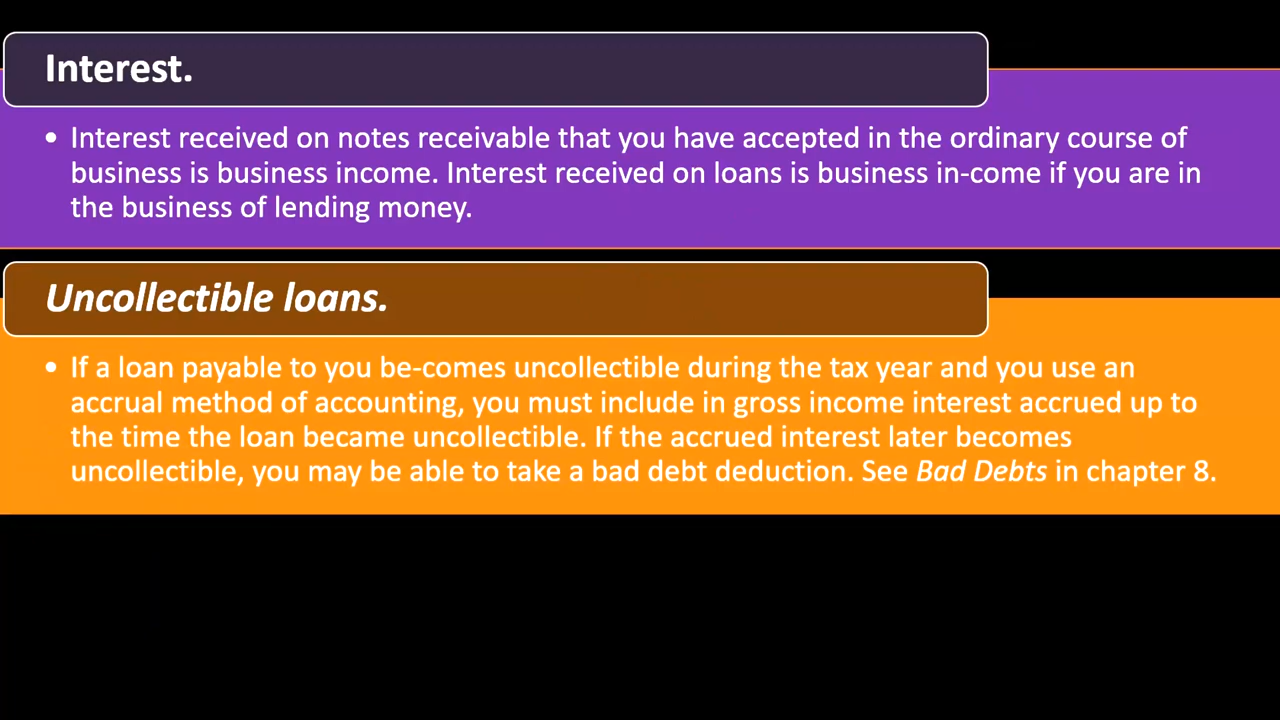 Interest.
• Interest received on notes receivable that you have accepted in the ordinary course of
business is business income. Interest received on loans is business in-come if you are in
the business of lending money.
Uncollectible loans.
• If a loan payable to you be-comes uncollectible during the tax year and you use an
accrual method of accounting, you must include in gross income interest accrued up to
the time the loan became uncollectible. If the accrued interest later becomes
uncollectible, you may be able to take a bad debt deduction. See Bad Debts in chapter 8.